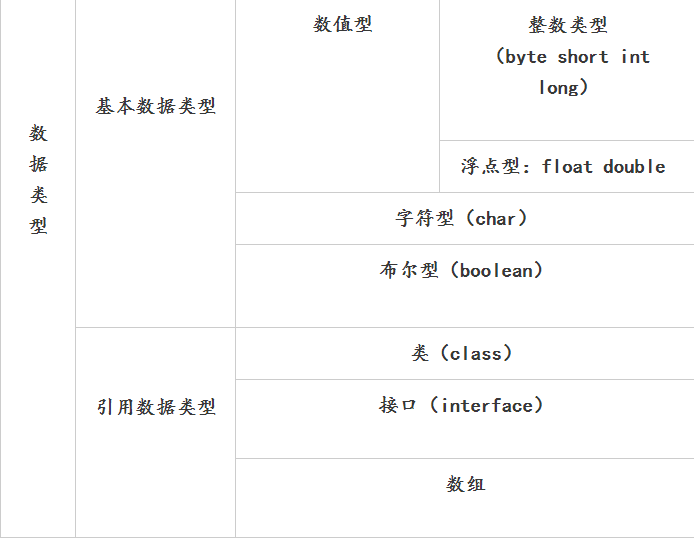 数
据
类
型
基本数据类型
数值型
整数类型
（byte short int
long）
浮点型：float double
字符型（char）
布尔型（boolean）
引用数据类型
类（class）
接口（interface）
数组